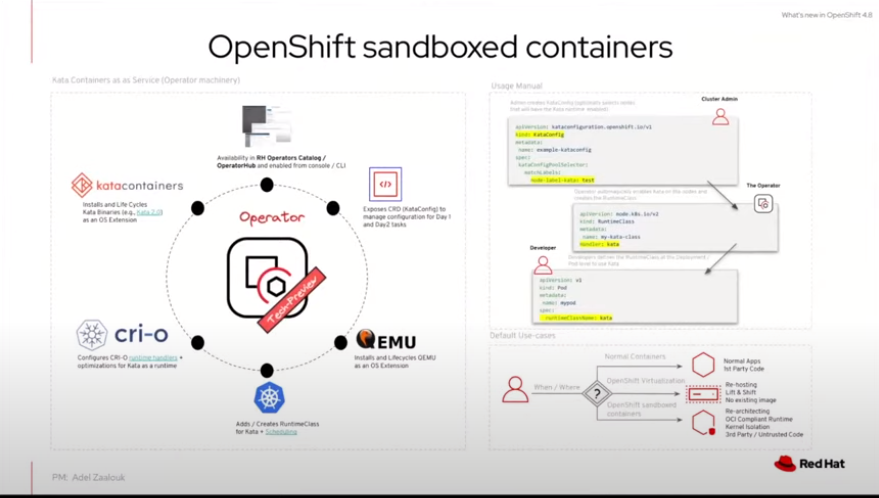 What's new in OpenShift 4.8
OpenShift sandboxed containers
Kata Containers as as Service (Operator machinery)
Availability in RH Operators Catalog /
OperatorHub and enabled from console / CLI
katacontainers
Installs and Life Cycles
Kata Binaries (e.g., Kata 2.0)
as an OS Extension
</>
Exposes CRD (KataConfig) to
manage configuration for Day 1
and Day2 tasks
Operator
TechPreview
cri-o
Configures CRI-O runtime handlers +
optimizations for Kata as a runtime
QEMU
Installs and Lifecycles QEMU
as an OS Extension
Adds / Creates RuntimeClass
for Kata + Scheduling
Usage Manual
Cluster Admin
Admin creates KataConfig (optionally selects nodes
that will have the Kata runtime enabled)
apiVersion: kataconfiguration.openshift.io/v1
kind: KataConfig
metadata:
name: example-kataconfig
spec:
kataConfigPoolSelector:
matchLabels:
node-label-kata: test
The Operator
Operator automatically enables Kata on the nodes and
creates the RuntimeClass
apiVersion: node.k8s.io/v1
kind: RuntimeClass
metadata:
name: my-kata-class
Handler: kata
Developer
Developers define the RuntimeClass at the Deployment /
Pod level to use Kata
apiVersion: v1
kind: Pod
metadata:
name: mypod
spec:
runtimeClassName: kata
Default Use-cases
When / Where
?
Normal Containers
Normal Apps
1st Party Code
OpenShift Virtualization
Re-hosting
Lift & Shift
No existing image
OpenShift sandboxed
containers
Re-architecting
OCI Compliant Runtime
Kernel Isolation
3rd Party / Untrusted Code
PM: Adel Zaalouk
Red Hat